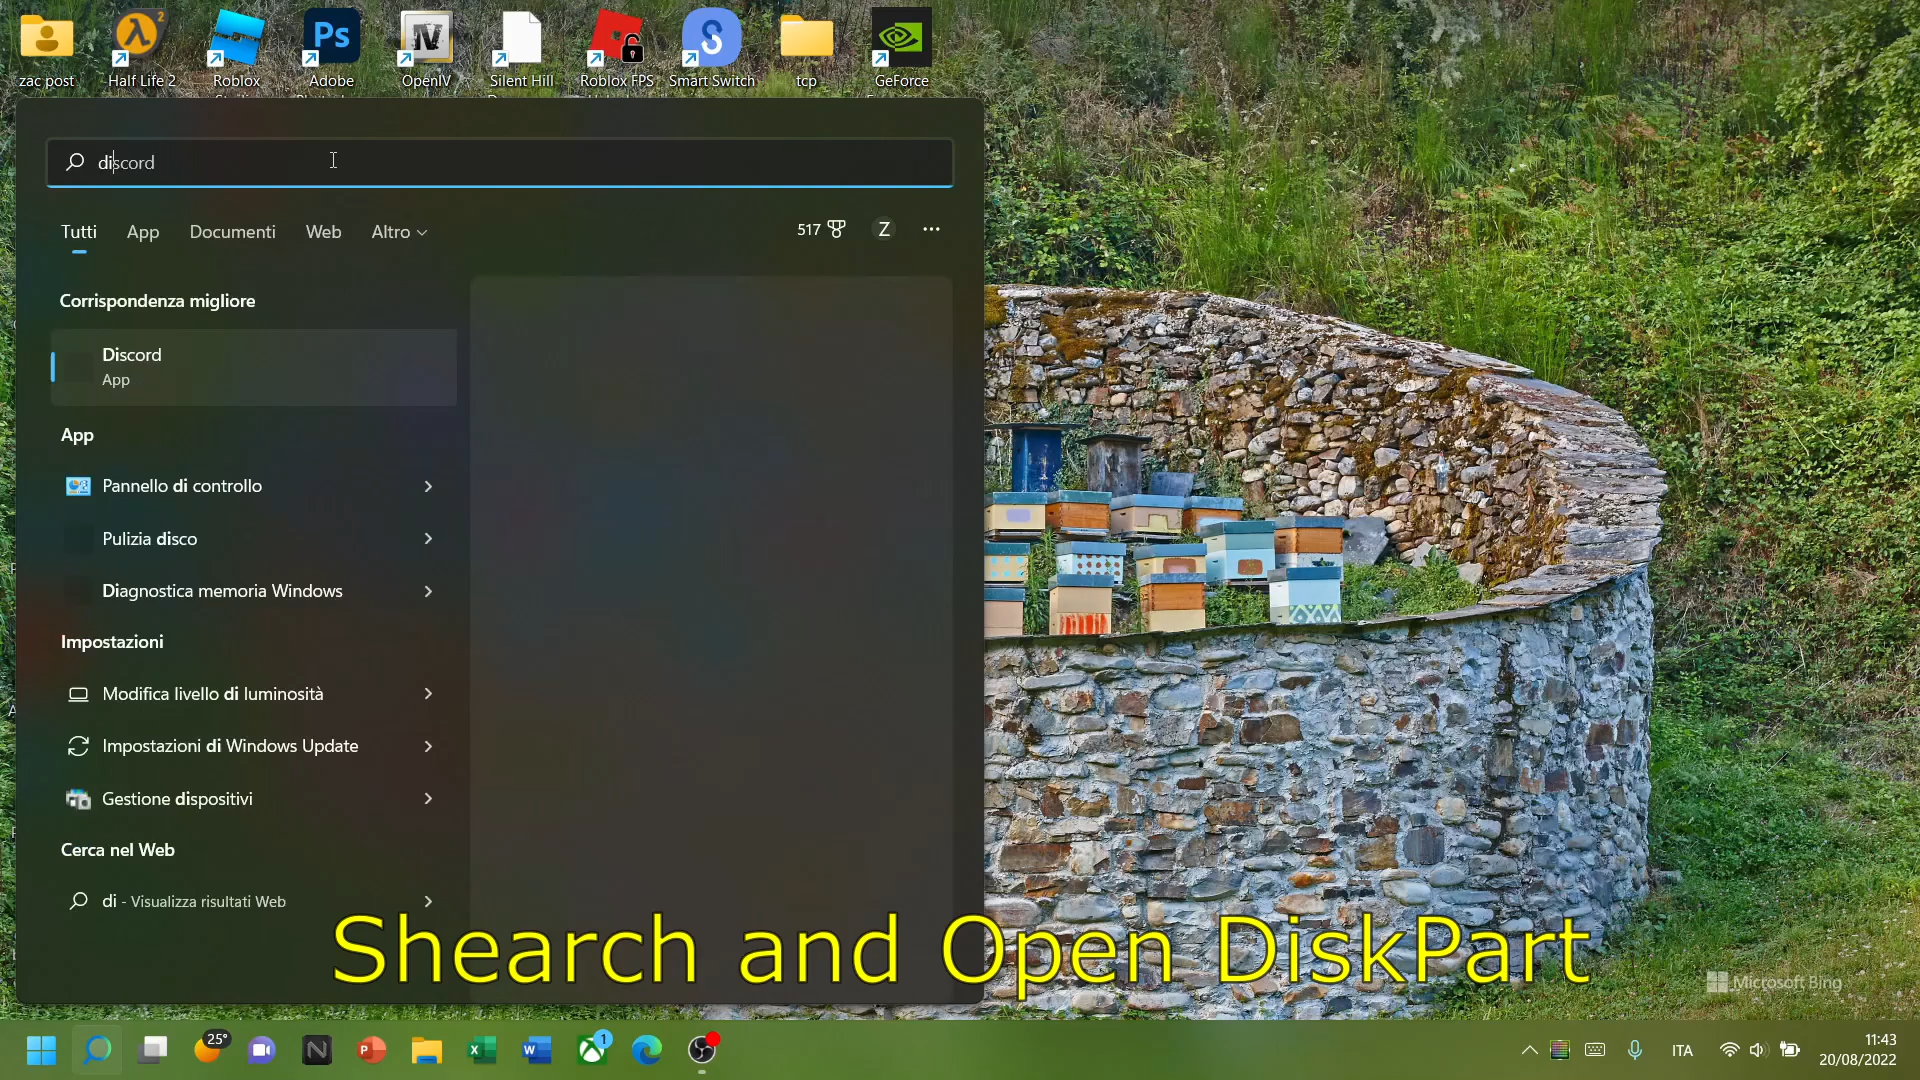 zac post
Half Life 2
Roblox
Adobe
OpenIV
Silent Hill
Roblox FPS
Smart Switch
tcp
GeForce
discord
Tutti
App
Documenti
Web
Altro
517
Z
Corrispondenza migliore
Discord
App
App
Pannello di controllo
Pulizia disco
Diagnostica memoria Windows
Impostazioni
Modifica livello di luminosità
Impostazioni di Windows Update
Gestione dispositivi
Cerca nel Web
di - Visualizza risultati Web
Shearch and Open DiskPart
Microsoft Bing
25°
1
ITA
11:43
20/08/2022